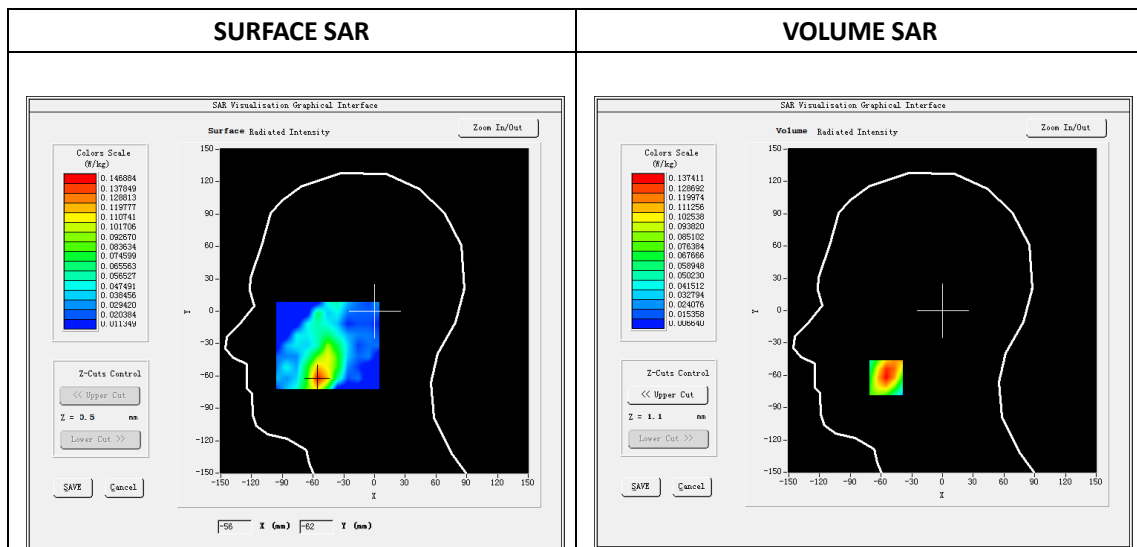 SURFACE SAR
VOLUME SAR
SAR Visualisation Graphical Interface
Surface Radiated Intensity
Zoom In/Out
Colors Scale
(W/kg)
0.146884
0.137849
0.128813
0.119777
0.110741
0.101706
0.092670
0.083634
0.074599
0.065563
0.056527
0.047491
0.038456
0.029420
0.020384
0.011349
150
120
90
60
30
0
-30
-60
-90
-120
-150
Y
-150 -120 -90 -60 -30 0 30 60 90 120 150
X
Z-Cuts Control
<< Upper Cut
Z = 0.5 mm
Lower Cut >>
SAVE Cancel
-56 X (mm) -62 Y (mm)
SAR Visualisation Graphical Interface
Volume Radiated Intensity
Zoom In/Out
Colors Scale
(W/kg)
0.137411
0.128692
0.119974
0.111256
0.102538
0.093820
0.085102
0.076384
0.067666
0.058948
0.050230
0.041512
0.032794
0.024076
0.015358
0.006640
150
120
90
60
30
0
-30
-60
-90
-120
-150
Y
-150 -120 -90 -60 -30 0 30 60 90 120 150
X
Z-Cuts Control
<< Upper Cut
Z = 1.1 mm
Lower Cut >>
SAVE Cancel